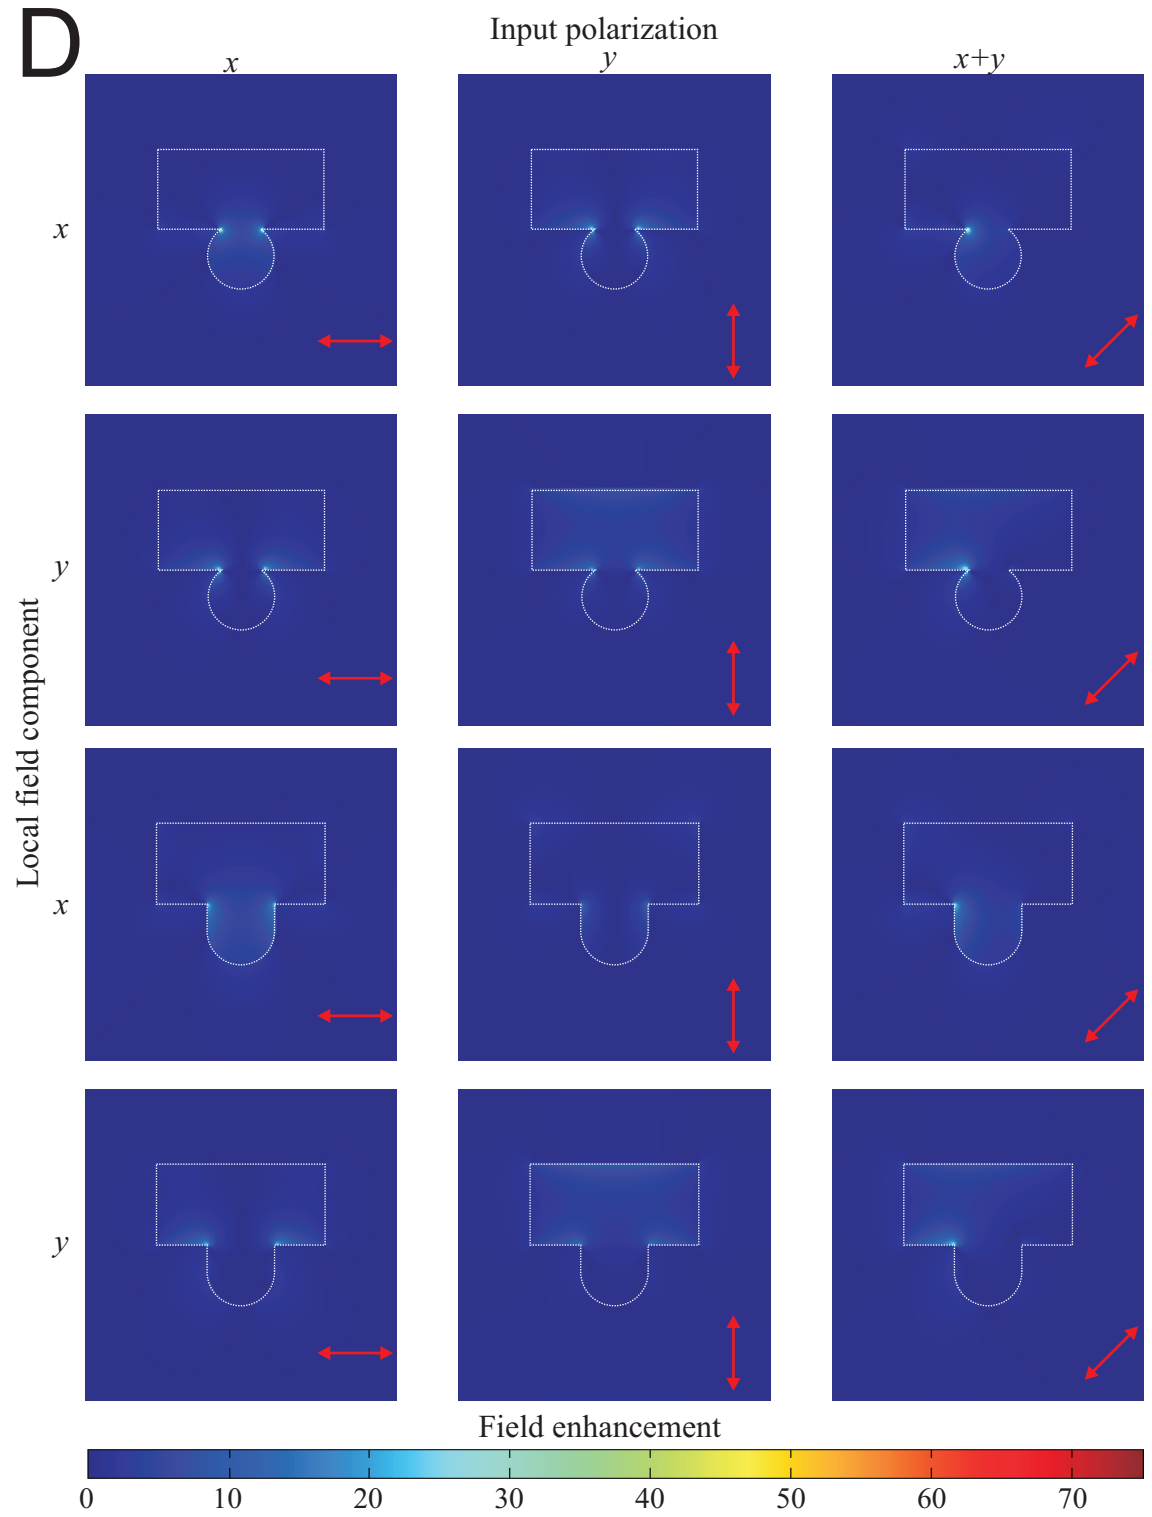 D
Input polarization
x y x+y
x
y
Local field component
x
y
Field enhancement
0 10 20 30 40 50 60 70